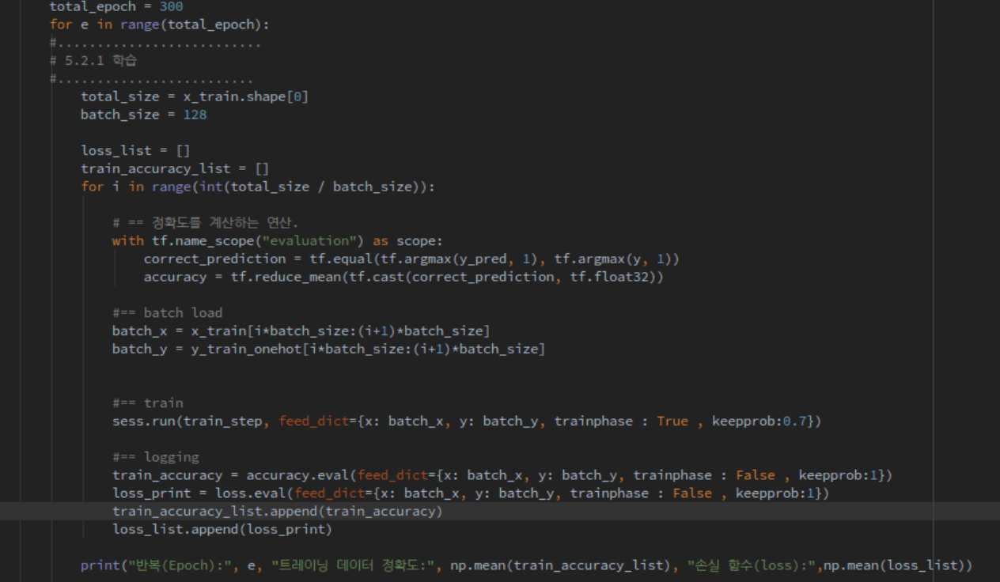 total_epoch = 300
for e in range(total_epoch):
#..........................
# 5.2.1 학습
#.........................
total_size = x_train.shape[0]
batch_size = 128
loss_list = []
train_accuracy_list = []
for i in range(int(total_size / batch_size)):
# == 정확도를 계산하는 연산.
with tf.name_scope("evaluation") as scope:
correct_prediction = tf.equal(tf.argmax(y_pred, 1), tf.argmax(y, 1))
accuracy = tf.reduce_mean(tf.cast(correct_prediction, tf.float32))
#== batch load
batch_x = x_train[i*batch_size:(i+1)*batch_size]
batch_y = y_train_onehot[i*batch_size:(i+1)*batch_size]
#== train
sess.run(train_step, feed_dict={x: batch_x, y: batch_y, trainphase : True , keepprob:0.7})
#== logging
train_accuracy = accuracy.eval(feed_dict={x: batch_x, y: batch_y, trainphase : False , keepprob:1})
loss_print = loss.eval(feed_dict={x: batch_x, y: batch_y, trainphase : False , keepprob:1})
train_accuracy_list.append(train_accuracy)
loss_list.append(loss_print)
print("반복(Epoch):", e, "트레이닝 데이터 정확도:", np.mean(train_accuracy_list), "손실 함수(loss):",np.mean(loss_list))